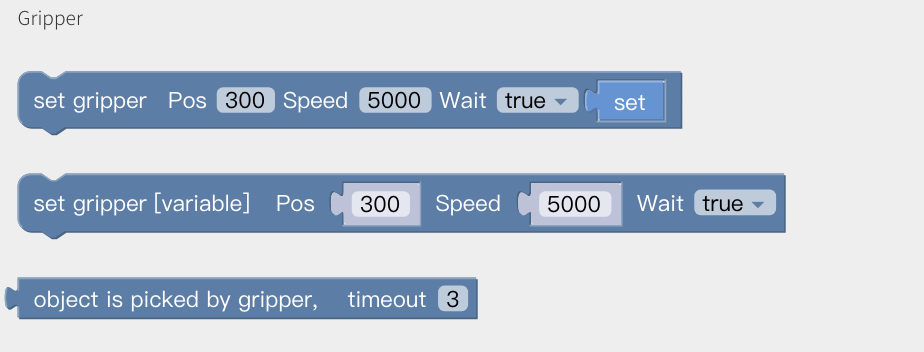 Gripper
set gripper Pos 300 Speed 5000 Wait true set
set gripper [variable] Pos 300 Speed 5000 Wait true
object is picked by gripper, timeout 3